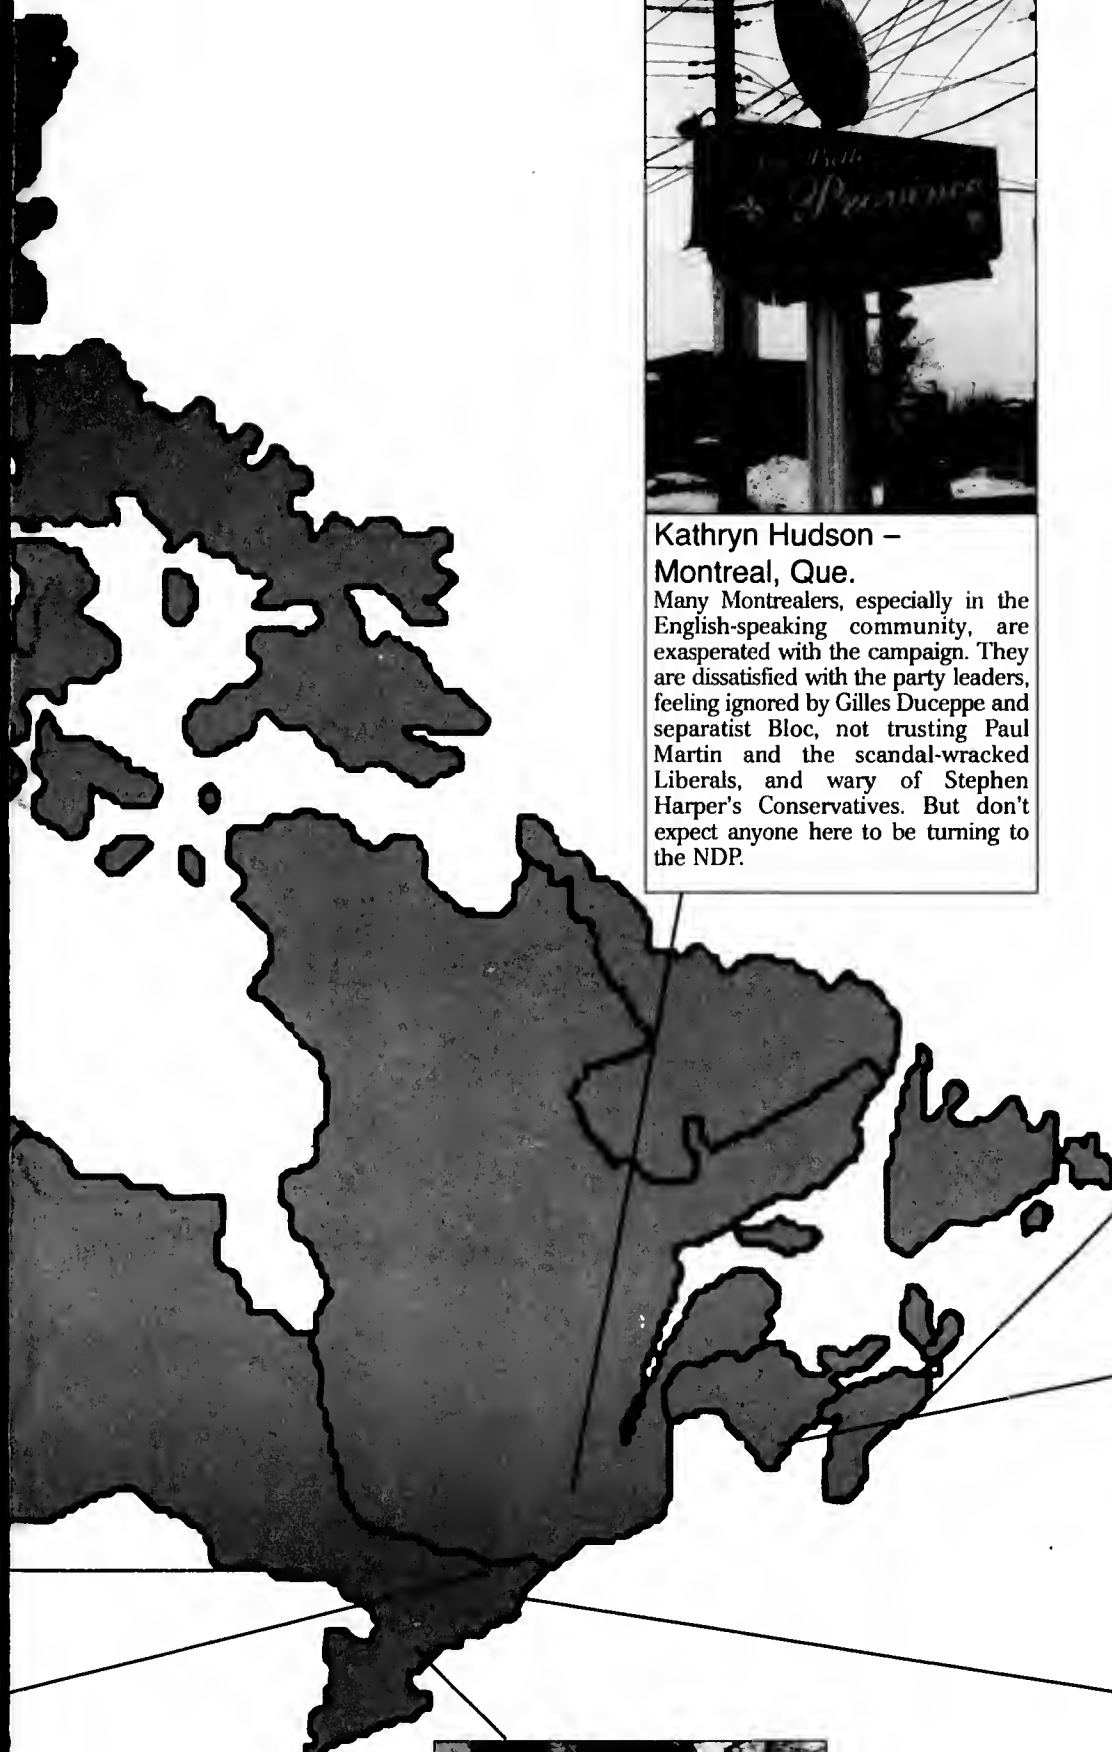 La Belle
Province
Kathryn Hudson –
Montreal, Que.
Many Montrealers, especially in the
English-speaking community, are
exasperated with the campaign. They
are dissatisfied with the party leaders,
feeling ignored by Gilles Duceppe and
separatist Bloc, not trusting Paul
Martin and the scandal-wracked
Liberals, and wary of Stephen
Harper's Conservatives. But don't
expect anyone here to be turning to
the NDP.